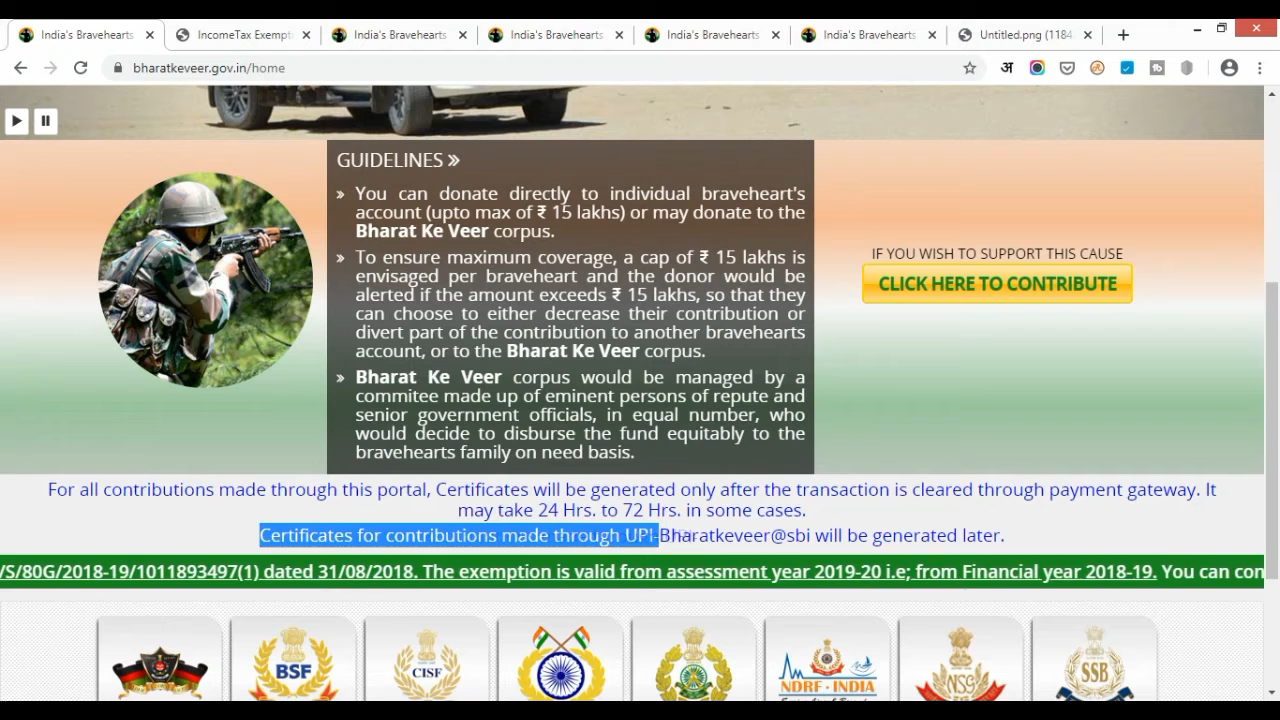 India's Bravehearts
IncomeTax Exempt
India's Bravehearts
India's Bravehearts
India's Bravehearts
India's Bravehearts
Untitled.png (1184
bharatkeveer.gov.in/home
अ
GUIDELINES »
» You can donate directly to individual braveheart's
account (upto max of ₹ 15 lakhs) or may donate to the
Bharat Ke Veer corpus.
» To ensure maximum coverage, a cap of ₹ 15 lakhs is
envisaged per braveheart and the donor would be
alerted if the amount exceeds ₹ 15 lakhs, so that they
can choose to either decrease their contribution or
divert part of the contribution to another bravehearts
account, or to the Bharat Ke Veer corpus.
» Bharat Ke Veer corpus would be managed by a
commitee made up of eminent persons of repute and
senior government officials, in equal number, who
would decide to disburse the fund equitably to the
bravehearts family on need basis.
IF YOU WISH TO SUPPORT THIS CAUSE
CLICK HERE TO CONTRIBUTE
For all contributions made through this portal, Certificates will be generated only after the transaction is cleared through payment gateway. It
may take 24 Hrs. to 72 Hrs. in some cases.
Certificates for contributions made through UPI-Bharatkeveer@sbi will be generated later.
/S/80G/2018-19/1011893497(1) dated 31/08/2018. The exemption is valid from assessment year 2019-20 i.e; from Financial year 2018-19. You can con
BSF
CISF
NDRF - INDIA
NSG
SSB